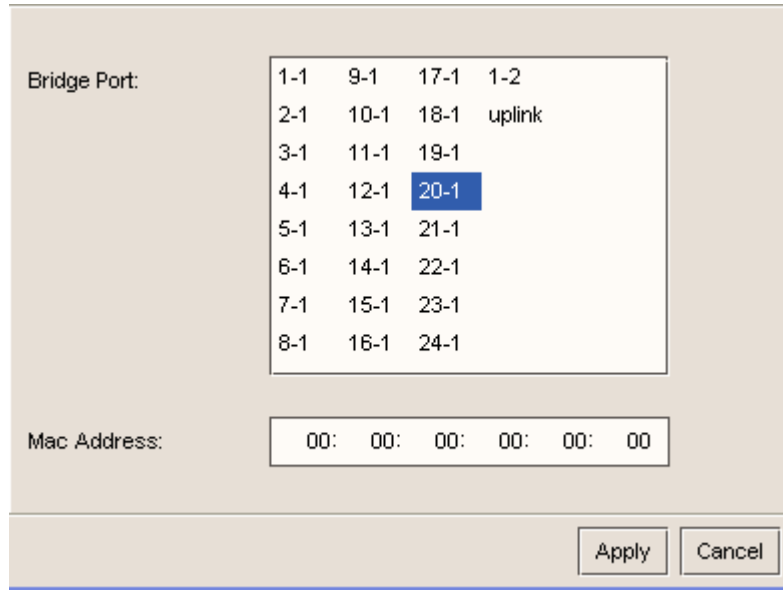 Bridge Port:
1-1 9-1 17-1 1-2
2-1 10-1 18-1 uplink
3-1 11-1 19-1
4-1 12-1 20-1
5-1 13-1 21-1
6-1 14-1 22-1
7-1 15-1 23-1
8-1 16-1 24-1
Mac Address: 00: 00: 00: 00: 00: 00
Apply Cancel